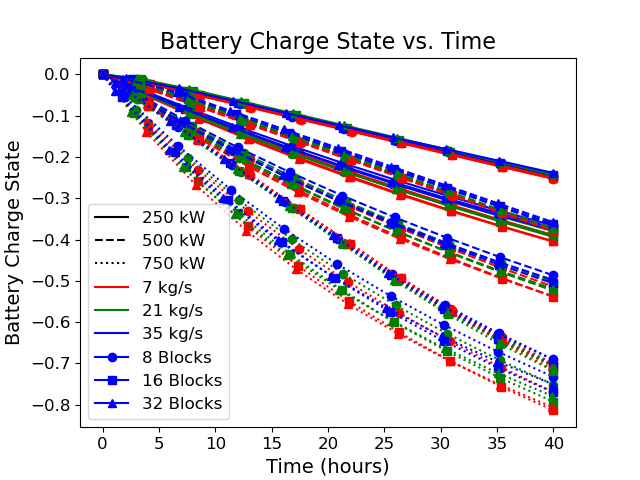 Battery Charge State vs. Time
Battery Charge State
0.0
−0.1
−0.2
−0.3
−0.4
−0.5
−0.6
−0.7
−0.8
250 kW
500 kW
750 kW
7 kg/s
21 kg/s
35 kg/s
8 Blocks
16 Blocks
32 Blocks
0 5 10 15 20 25 30 35 40
Time (hours)